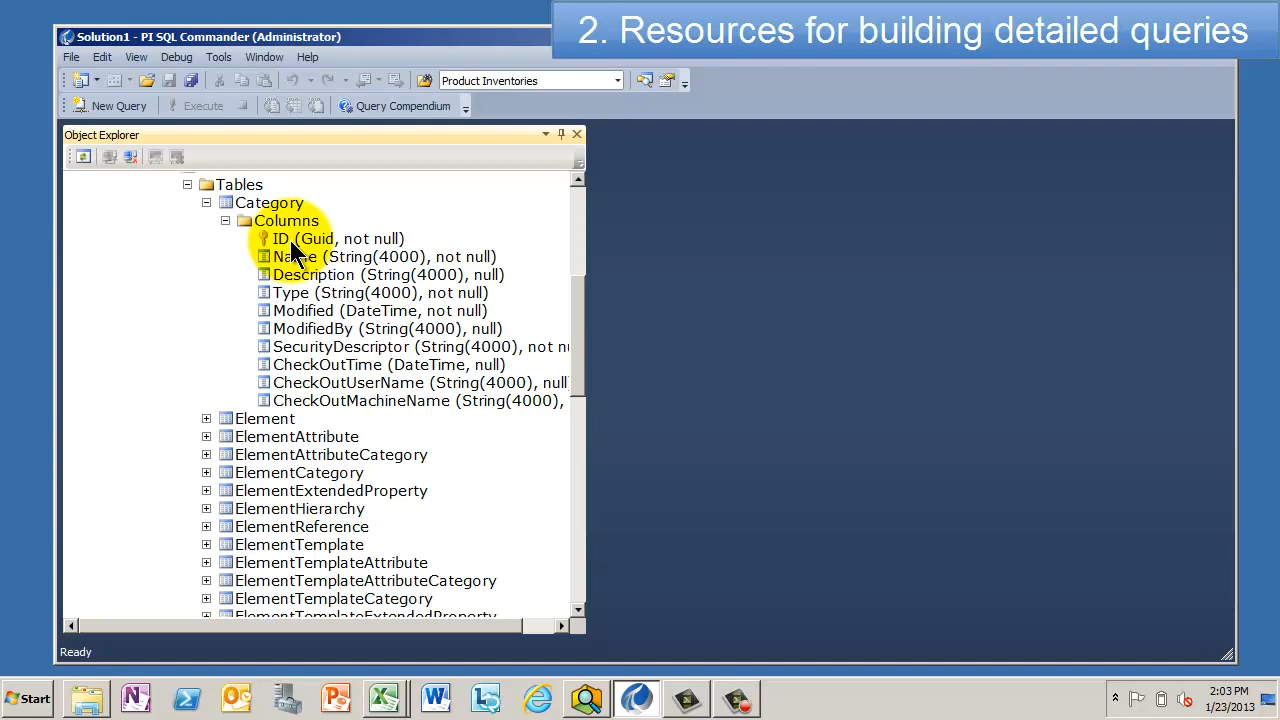 2. Resources for building detailed queries
Solution1 - PI SQL Commander (Administrator)
File Edit View Debug Tools Window Help
Product Inventories
New Query Execute Query Compendium
Object Explorer
Tables
Category
Columns
ID (Guid, not null)
Name (String(4000), not null)
Description (String(4000), null)
Type (String(4000), not null)
Modified (DateTime, not null)
ModifiedBy (String(4000), null)
SecurityDescriptor (String(4000), not nu
CheckOutTime (DateTime, null)
CheckOutUserName (String(4000), null
CheckOutMachineName (String(4000),
Element
ElementAttribute
ElementAttributeCategory
ElementCategory
ElementExtendedProperty
ElementHierarchy
ElementReference
ElementTemplate
ElementTemplateAttribute
ElementTemplateAttributeCategory
ElementTemplateCategory
ElementTemplateExtendedProperty
Ready
Start
2:03 PM
1/23/2013